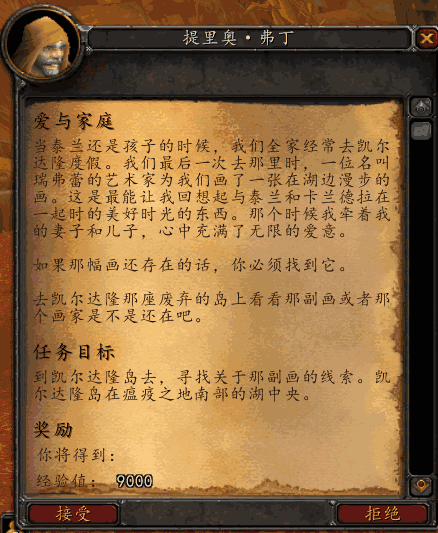 提里奥·弗丁
爱与家庭
当泰兰还是孩子的时候，我们全家经常去凯尔
达隆度假。我们最后一次去那里时，一位名叫
瑞弗蕾的艺术家为我们画了一张在湖边漫步的
画。这是最能让我回想起与泰兰和卡兰德拉在
一起时的美好时光的东西。那个时候我牵着我
的妻子和儿子，心中充满了无限的爱意。
如果那幅画还存在的话，你必须找到它。
去凯尔达隆那座废弃的岛上看看那副画或者那
个画家是不是还在吧。
任务目标
到凯尔达隆岛去，寻找关于那副画的线索。凯
尔达隆岛在瘟疫之地南部的湖中央。
奖励
你将得到：
经验值： 9000
接受 拒绝